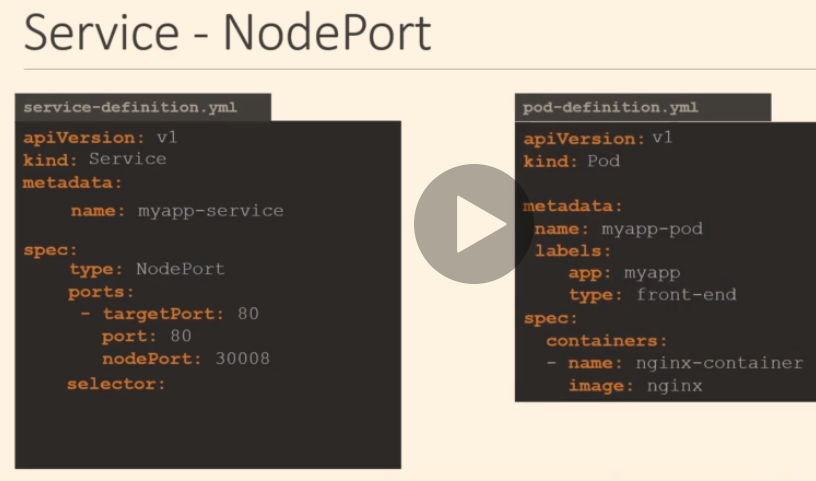 Service - NodePort
service-definition.yml
apiVersion: v1
kind: Service
metadata:
name: myapp-service
spec:
type: NodePort
ports:
- targetPort: 80
port: 80
nodePort: 30008
selector:
pod-definition.yml
apiVersion: v1
kind: Pod
metadata:
name: myapp-pod
labels:
app: myapp
type: front-end
spec:
containers:
- name: nginx-container
image: nginx